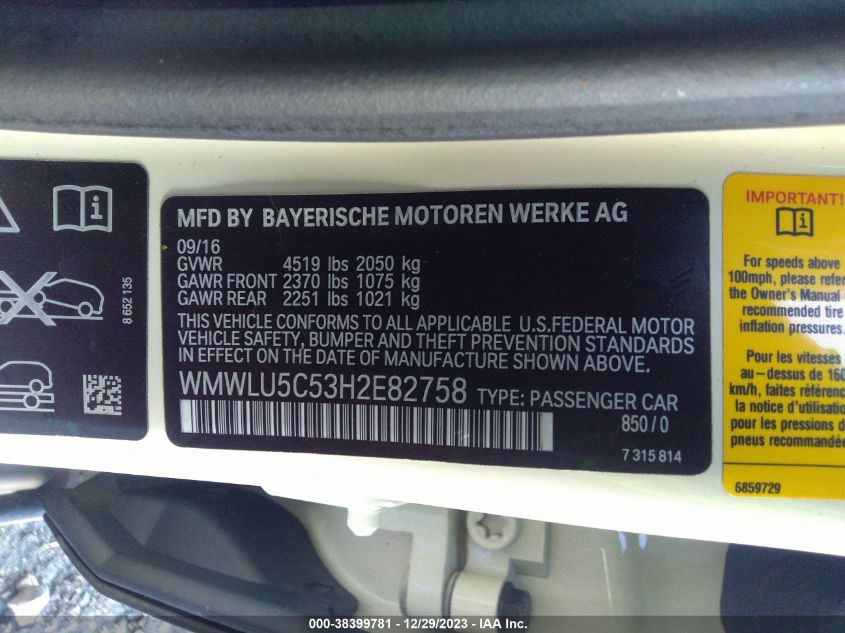 8 652 135
MFD BY BAYERISCHE MOTOREN WERKE AG
09/16
GVWR 4519 lbs 2050 kg
GAWR FRONT 2370 lbs 1075 kg
GAWR REAR 2251 lbs 1021 kg
THIS VEHICLE CONFORMS TO ALL APPLICABLE U.S.FEDERAL MOTOR
VEHICLE SAFETY, BUMPER AND THEFT PREVENTION STANDARDS
IN EFFECT ON THE DATE OF MANUFACTURE SHOWN ABOVE.
WMWLU5C53H2E82758 TYPE: PASSENGER CAR
850 / 0
7 315 814
IMPORTANT!
For speeds above
100mph, please refer
the Owner's Manual
recommended tire
inflation pressures.
Pour les vitesses
au-dessus de 160
km/h, faites référenc
la notice d'utilisation
pour les pressions d
pneus recommandée
6859729
000-38399781 - 12/29/2023 - IAA Inc.